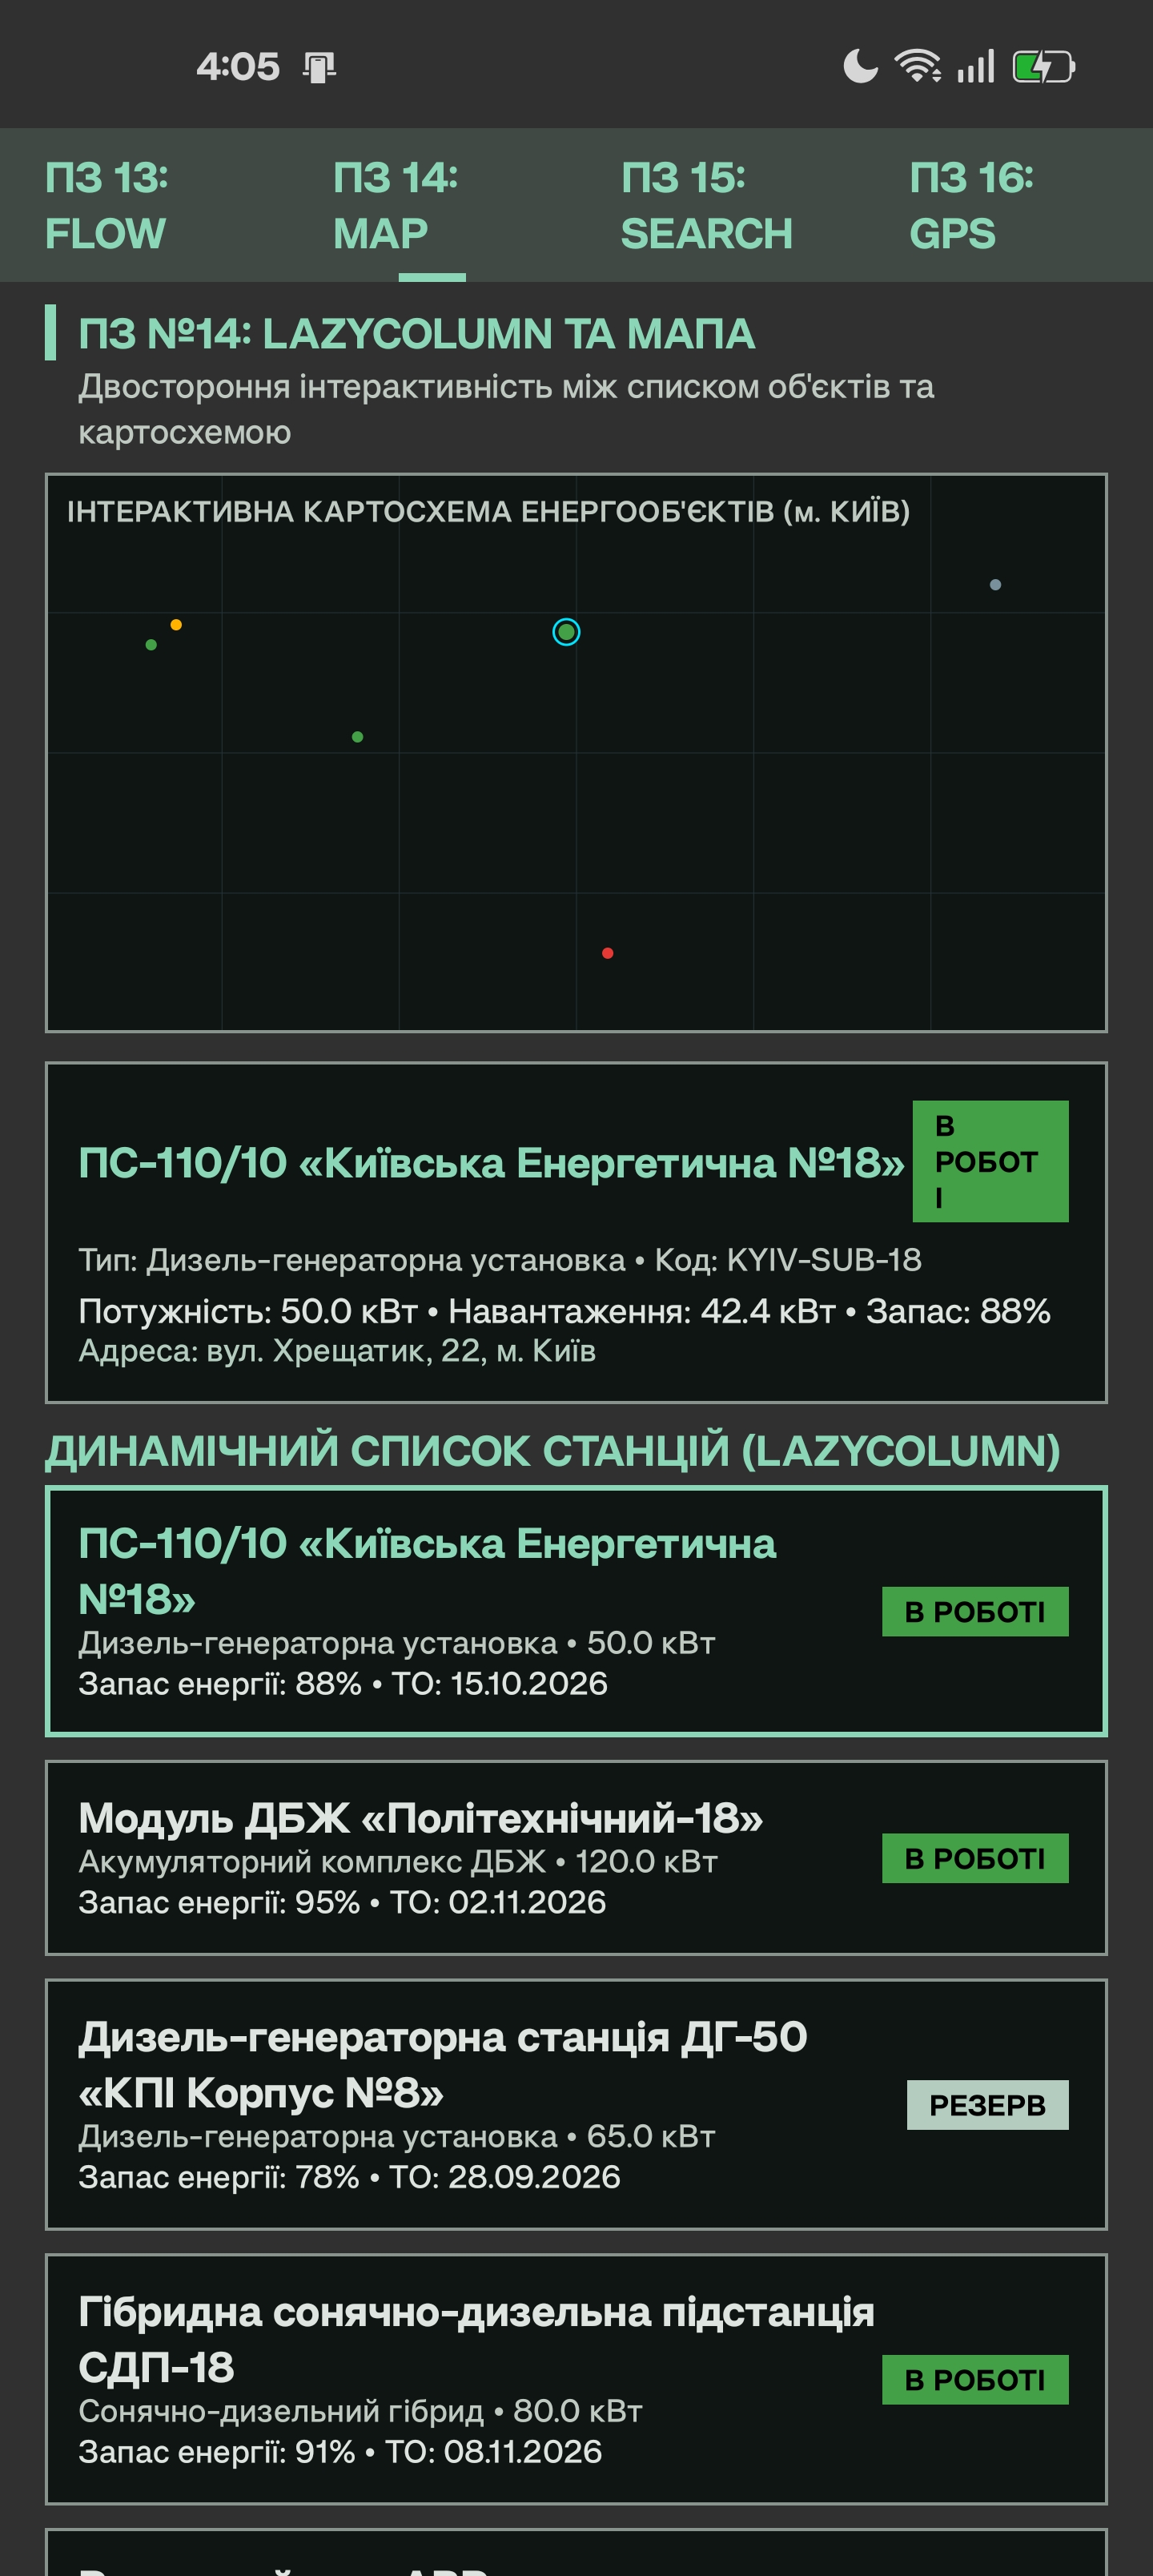 4:05
ПЗ 13:
FLOW
ПЗ 14:
MAP
ПЗ 15:
SEARCH
ПЗ 16:
GPS
ПЗ №14: LAZYCOLUMN ТА МАПА
Двостороння інтерактивність між списком об'єктів та
картосхемою
ІНТЕРАКТИВНА КАРТОСХЕМА ЕНЕРГООБ'ЄКТІВ (м. КИЇВ)
ПС-110/10 «Київська Енергетична №18»
В
РОБОТ
І
Тип: Дизель-генераторна установка • Код: KYIV-SUB-18
Потужність: 50.0 кВт • Навантаження: 42.4 кВт • Запас: 88%
Адреса: вул. Хрещатик, 22, м. Київ
ДИНАМІЧНИЙ СПИСОК СТАНЦІЙ (LAZYCOLUMN)
ПС-110/10 «Київська Енергетична
№18»
В РОБОТІ
Дизель-генераторна установка • 50.0 кВт
Запас енергії: 88% • ТО: 15.10.2026
Модуль ДБЖ «Політехнічний-18»
В РОБОТІ
Акумуляторний комплекс ДБЖ • 120.0 кВт
Запас енергії: 95% • ТО: 02.11.2026
Дизель-генераторна станція ДГ-50
«КПІ Корпус №8»
РЕЗЕРВ
Дизель-генераторна установка • 65.0 кВт
Запас енергії: 78% • ТО: 28.09.2026
Гібридна сонячно-дизельна підстанція
СДП-18
В РОБОТІ
Сонячно-дизельний гібрид • 80.0 кВт
Запас енергії: 91% • ТО: 08.11.2026